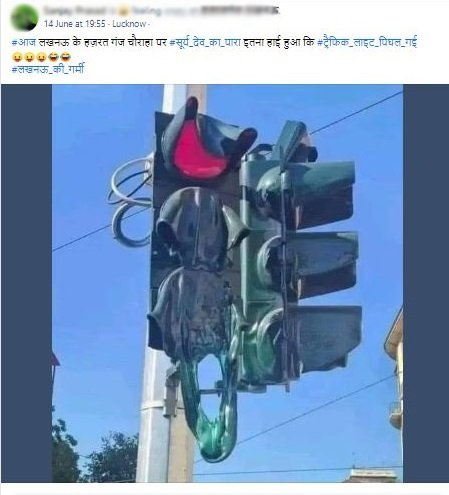 feeling
14 June at 19:55 · Lucknow ·
#आज लखनऊ के हज़रत गंज चौराहा पर #सूर्य_देव_का_पारा इतना हाई हुआ कि #ट्रैफिक_लाइट_पिघल_गई
😜😜😜😂😂
#लखनऊ_की_गर्मी